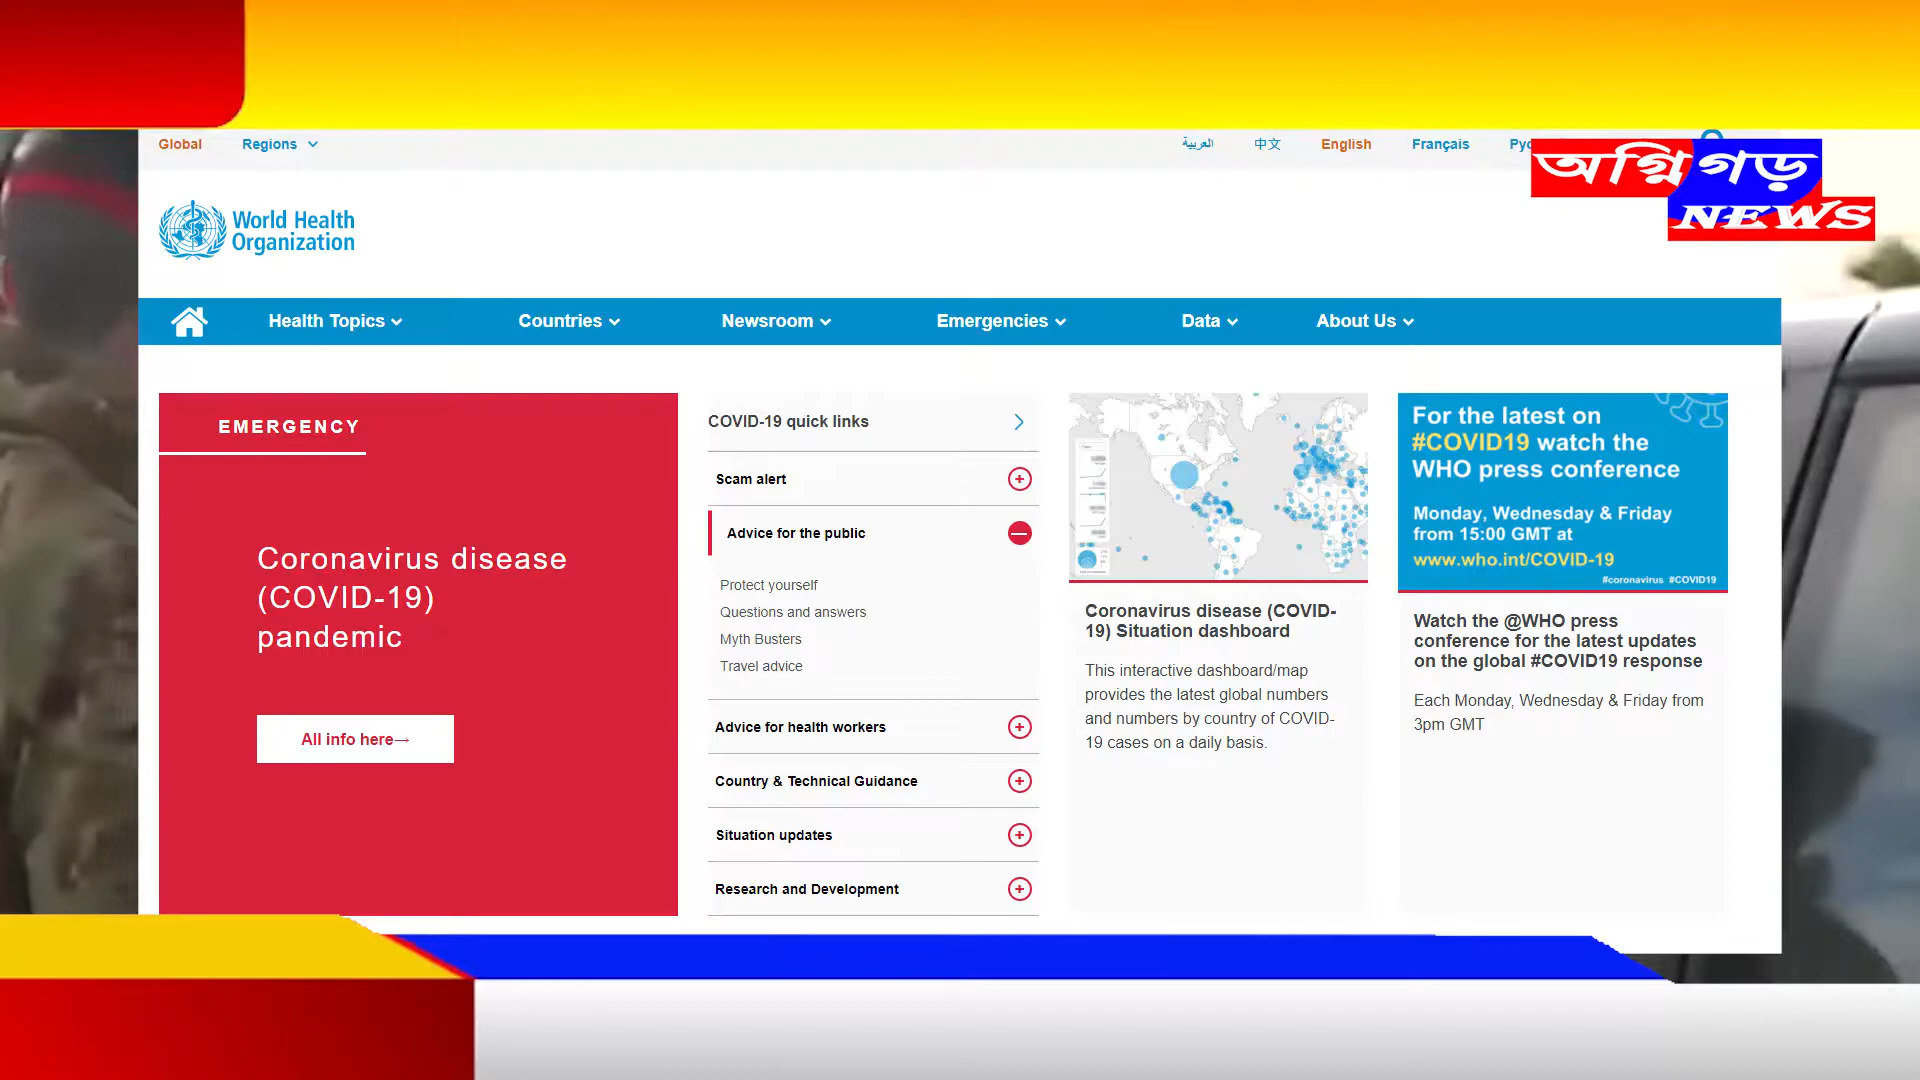 Global
Regions
العربية
中文
English
Français
অগ্নিগড়
NEWS
World Health
Organization
Health Topics
Countries
Newsroom
Emergencies
Data
About Us
EMERGENCY
Coronavirus disease
(COVID-19)
pandemic
All info here→
COVID-19 quick links
Scam alert
Advice for the public
Protect yourself
Questions and answers
Myth Busters
Travel advice
Advice for health workers
Country & Technical Guidance
Situation updates
Research and Development
Coronavirus disease (COVID-
19) Situation dashboard
This interactive dashboard/map
provides the latest global numbers
and numbers by country of COVID-
19 cases on a daily basis.
For the latest on
#COVID19 watch the
WHO press conference
Monday, Wednesday & Friday
from 15:00 GMT at
www.who.int/COVID-19
#coronavirus #COVID19
Watch the @WHO press
conference for the latest updates
on the global #COVID19 response
Each Monday, Wednesday & Friday from
3pm GMT